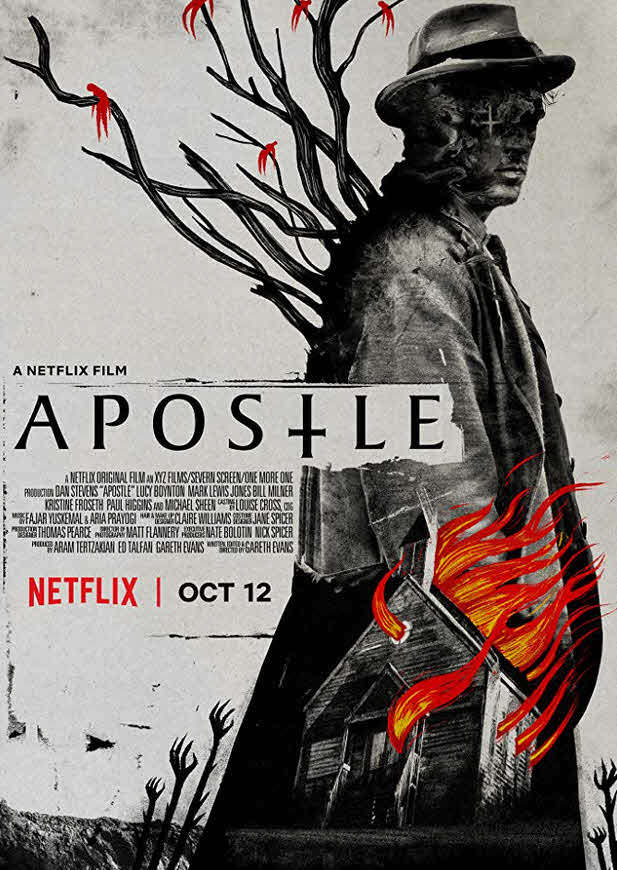 A NETFLIX FILM
APOSTLE
A NETFLIX ORIGINAL FILM AN XYZ FILMS/SEVERN SCREEN/ONE MORE ONE
PRODUCTION DAN STEVENS "APOSTLE" LUCY BOYNTON MARK LEWIS JONES BILL MILNER
KRISTINE FROSETH PAUL HIGGINS AND MICHAEL SHEEN CASTING BY LOUISE CROSS, CDG
MUSIC BY FAJAR YUSKEMAL & ARIA PRAYOGI HAIR & MAKE UP DESIGNER CLAIRE WILLIAMS COSTUME DESIGNER JANE SPICER
PRODUCTION DESIGNER THOMAS PEARCE DIRECTOR OF PHOTOGRAPHY MATT FLANNERY EXECUTIVE PRODUCERS NATE BOLOTIN NICK SPICER
PRODUCED BY ARAM TERTZAKIAN ED TALFAN GARETH EVANS WRITTEN, EDITED & DIRECTED BY GARETH EVANS
NETFLIX | OCT 12